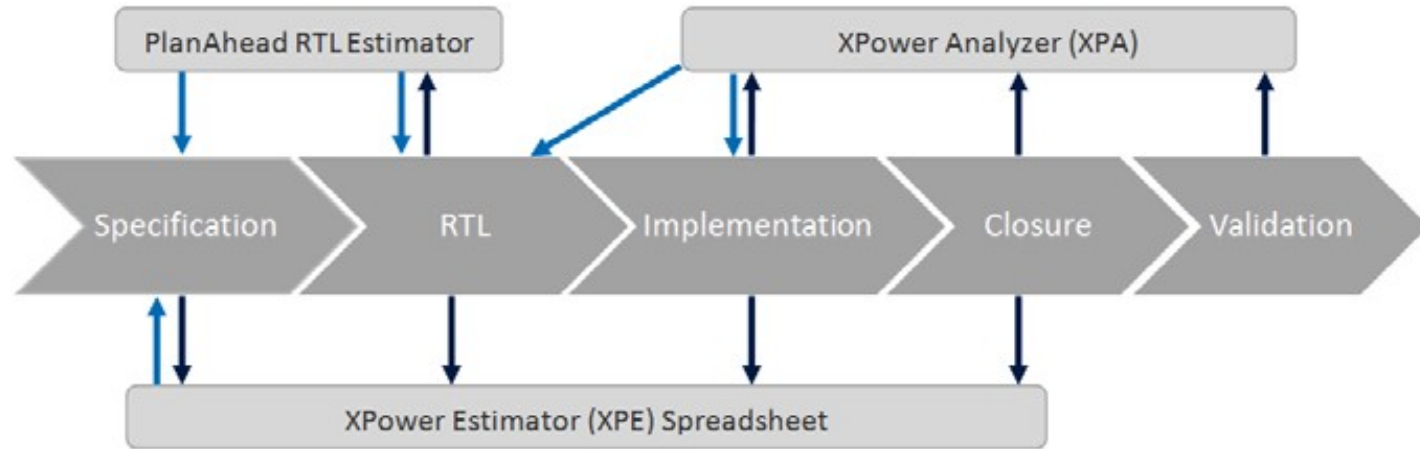 PlanAhead RTL Estimator
XPower Analyzer (XPA)
Specification
RTL
Implementation
Closure
Validation
XPower Estimator (XPE) Spreadsheet